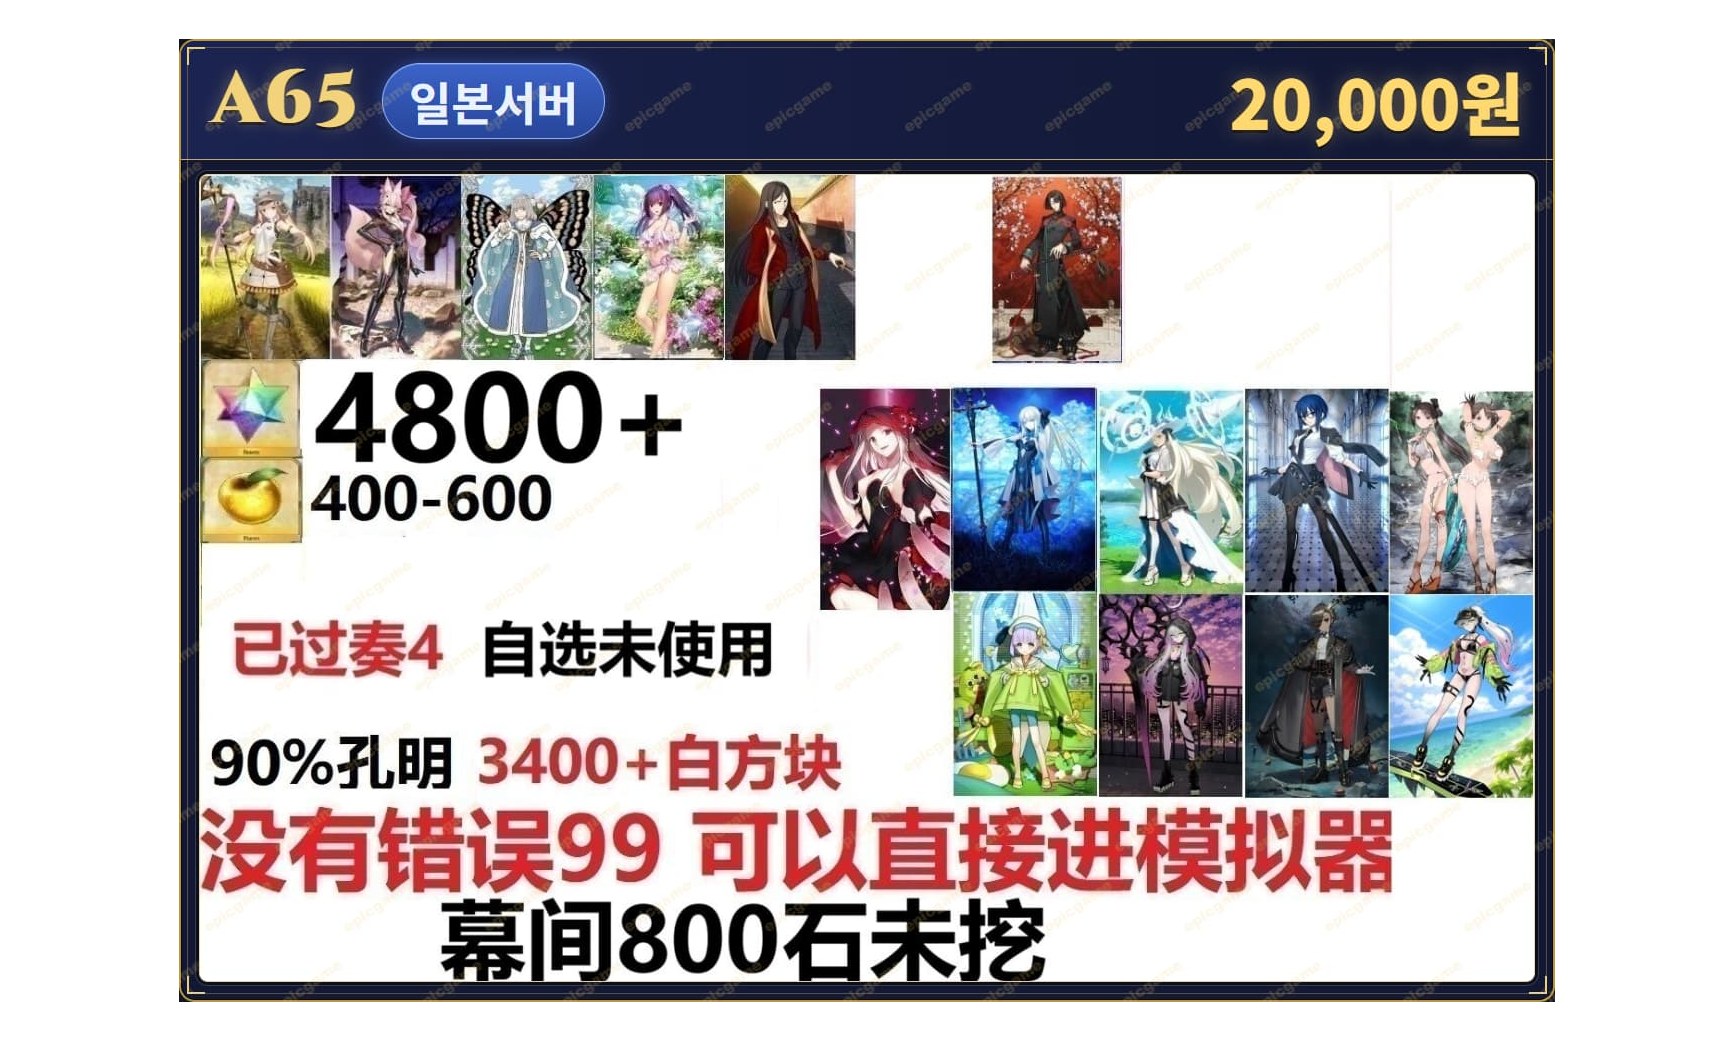 A65 일본서버 20,000원
4800+
400-600
已过奏4 自选未使用
90%孔明 3400+白方块
没有错误99 可以直接进模拟器
幕间800石未挖
epicgame